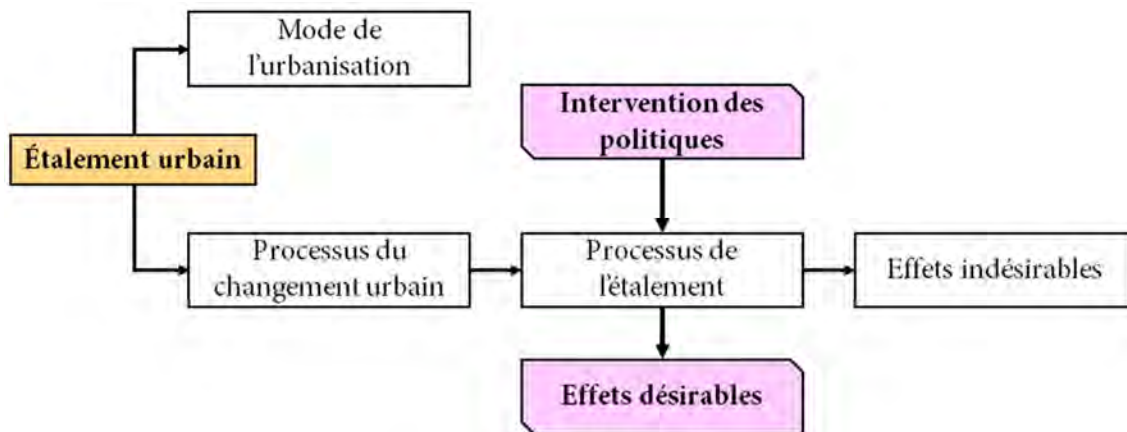 Mode de
l'urbanisation
Intervention des
politiques
Étalement urbain
Processus du
changement urbain
Processus de
l'étalement
Effets indésirables
Effets désirables